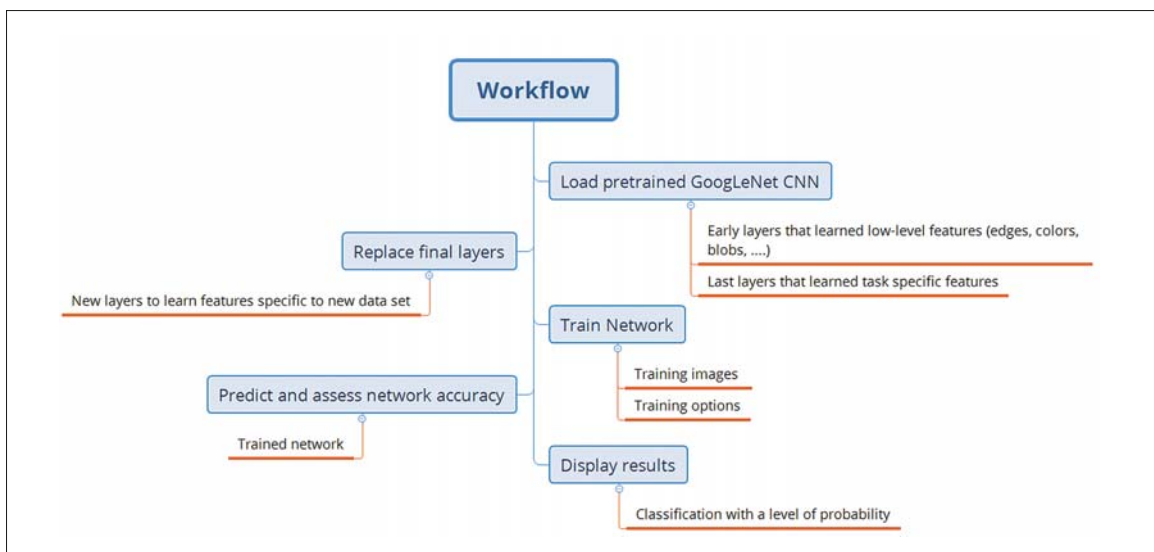 Workflow
Load pretrained GoogLeNet CNN
Early layers that learned low-level features (edges, colors,
blobs, ....)
Last layers that learned task specific features
Replace final layers
New layers to learn features specific to new data set
Train Network
Training images
Training options
Predict and assess network accuracy
Trained network
Display results
Classification with a level of probability